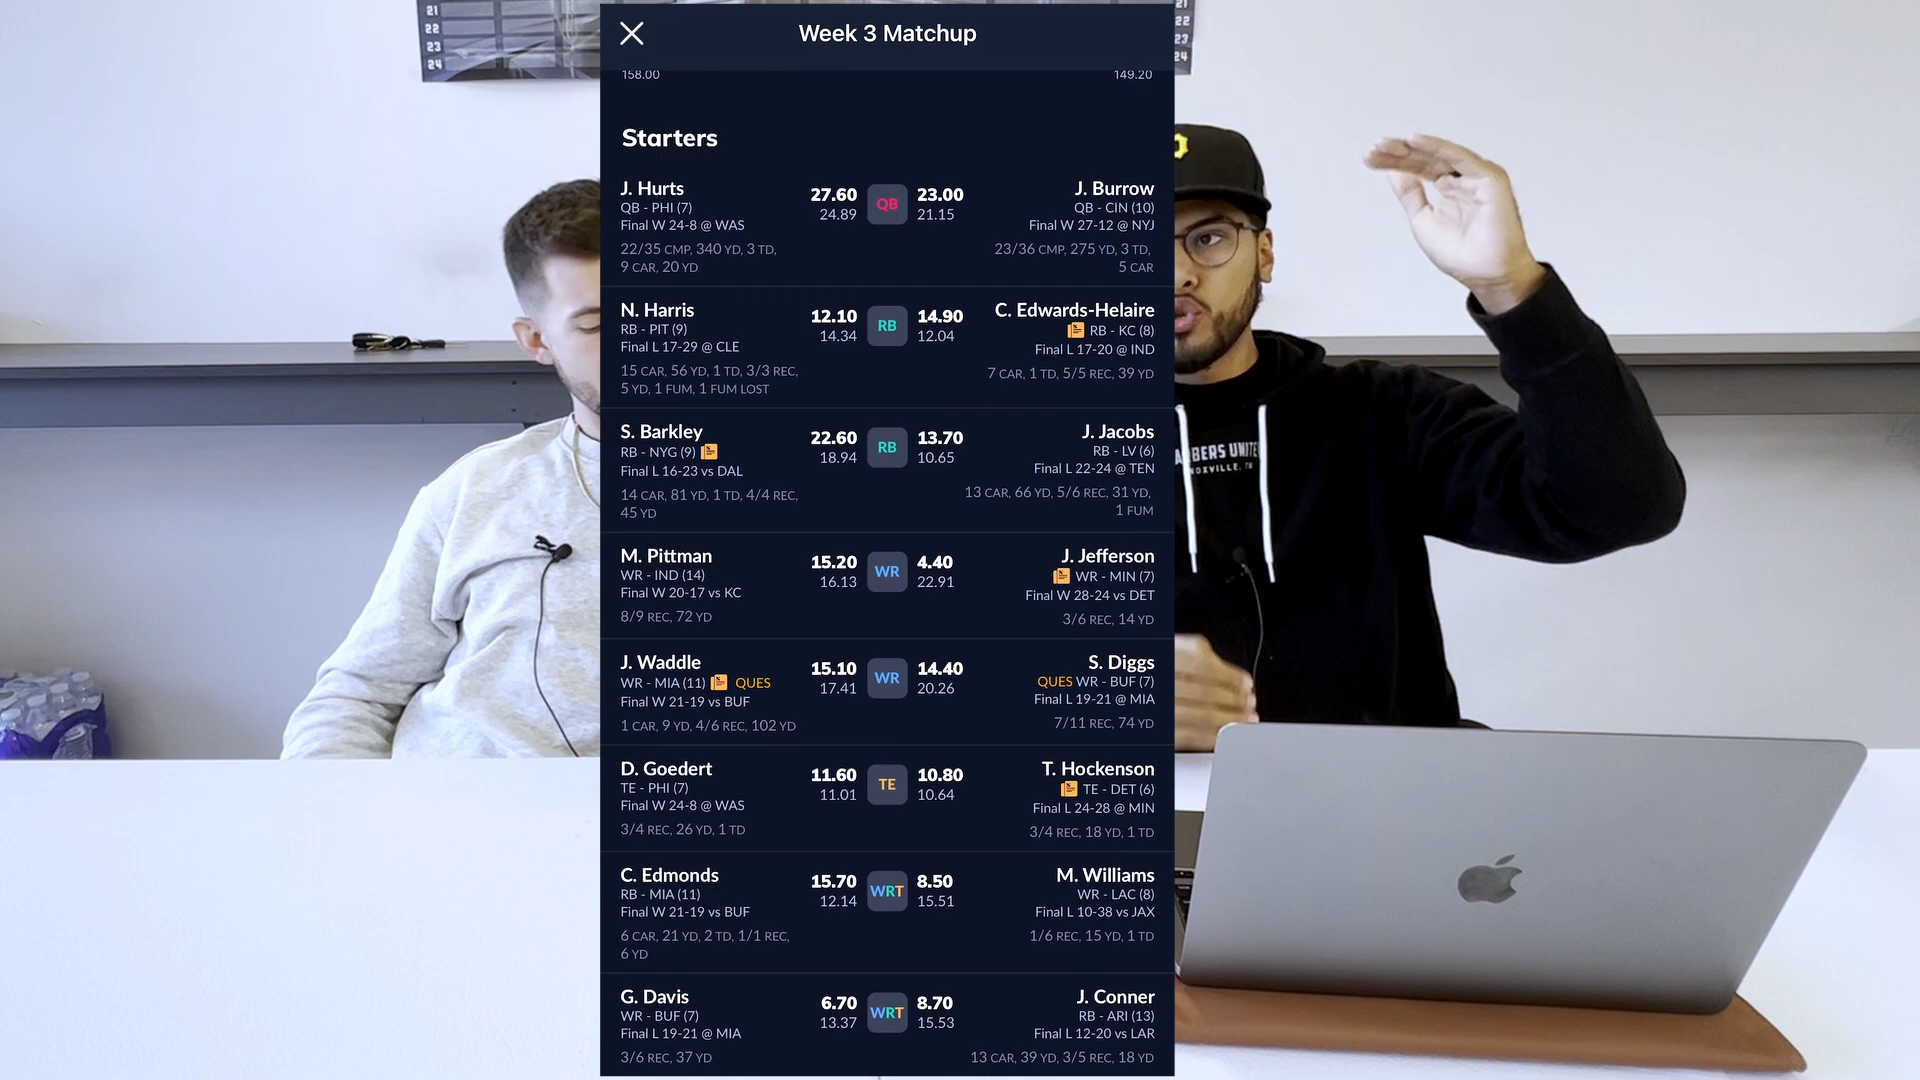 21
22
23
24
21
22
23
24
Week 3 Matchup
158.00
149.20
Starters
J. Hurts
QB - PHI (7)
Final W 24-8 @ WAS
22/35 CMP, 340 YD, 3 TD,
9 CAR, 20 YD
27.60
24.89
QB
23.00
21.15
J. Burrow
QB - CIN (10)
Final W 27-12 @ NYJ
23/36 CMP, 275 YD, 3 TD,
5 CAR
N. Harris
RB - PIT (9)
Final L 17-29 @ CLE
15 CAR, 56 YD, 1 TD, 3/3 REC,
5 YD, 1 FUM, 1 FUM LOST
12.10
14.34
RB
14.90
12.04
C. Edwards-Helaire
RB - KC (8)
Final L 17-20 @ IND
7 CAR, 1 TD, 5/5 REC, 39 YD
S. Barkley
RB - NYG (9)
Final L 16-23 vs DAL
14 CAR, 81 YD, 1 TD, 4/4 REC,
45 YD
22.60
18.94
RB
13.70
10.65
J. Jacobs
RB - LV (6)
Final L 22-24 @ TEN
13 CAR, 66 YD, 5/6 REC, 31 YD,
1 FUM
M. Pittman
WR - IND (14)
Final W 20-17 vs KC
8/9 REC, 72 YD
15.20
16.13
WR
4.40
22.91
J. Jefferson
WR - MIN (7)
Final W 28-24 vs DET
3/6 REC, 14 YD
J. Waddle
WR - MIA (11) QUES
Final W 21-19 vs BUF
1 CAR, 9 YD, 4/6 REC, 102 YD
15.10
17.41
WR
14.40
20.26
S. Diggs
QUES WR - BUF (7)
Final L 19-21 @ MIA
7/11 REC, 74 YD
D. Goedert
TE - PHI (7)
Final W 24-8 @ WAS
3/4 REC, 26 YD, 1 TD
11.60
11.01
TE
10.80
10.64
T. Hockenson
TE - DET (6)
Final L 24-28 @ MIN
3/4 REC, 18 YD, 1 TD
C. Edmonds
RB - MIA (11)
Final W 21-19 vs BUF
6 CAR, 21 YD, 2 TD, 1/1 REC,
6 YD
15.70
12.14
WRT
8.50
15.51
M. Williams
WR - LAC (8)
Final L 10-38 vs JAX
1/6 REC, 15 YD, 1 TD
G. Davis
WR - BUF (7)
Final L 19-21 @ MIA
3/6 REC, 37 YD
6.70
13.37
WRT
8.70
15.53
J. Conner
RB - ARI (13)
Final L 12-20 vs LAR
13 CAR, 39 YD, 3/5 REC, 18 YD
BERS UNITE
NOXVILLE, TN